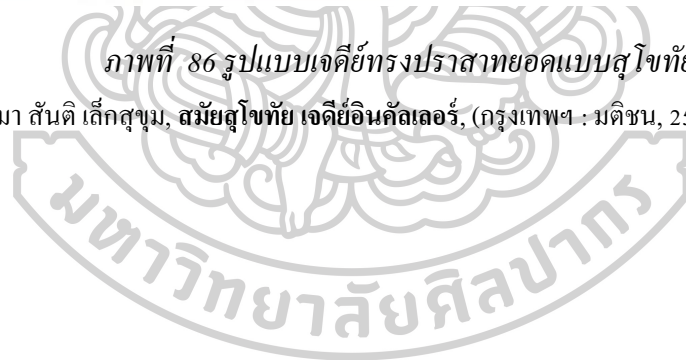 ภาพที่ 86 รูปแบบเจดีย์ทรงปราสาทยอดแบบสุโขทัย
มา สันติ เล็กสุขุม, สมัยสุโขทัย เจดีย์อินคัลเลอร์, (กรุงเทพฯ : มติชน, 25
มหาวิทยาลัยศิลปากร